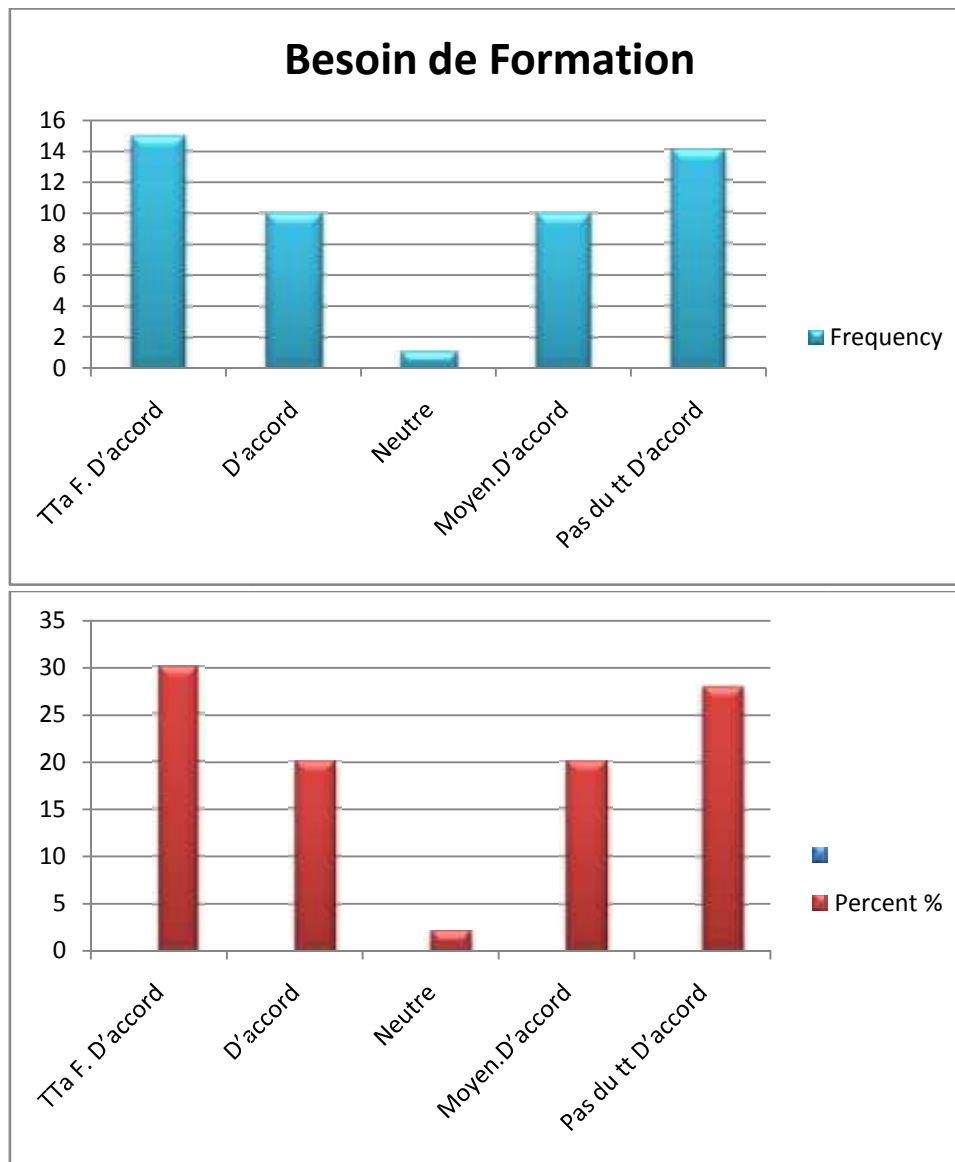 Besoin de Formation
16
14
12
10
8
6
4
2
0
TTa F. D’accord
D’accord
Neutre
Moyen.D’accord
Pas du tt D’accord
Frequency
35
30
25
20
15
10
5
0
TTa F. D’accord
D’accord
Neutre
Moyen.D’accord
Pas du tt D’accord
Percent %